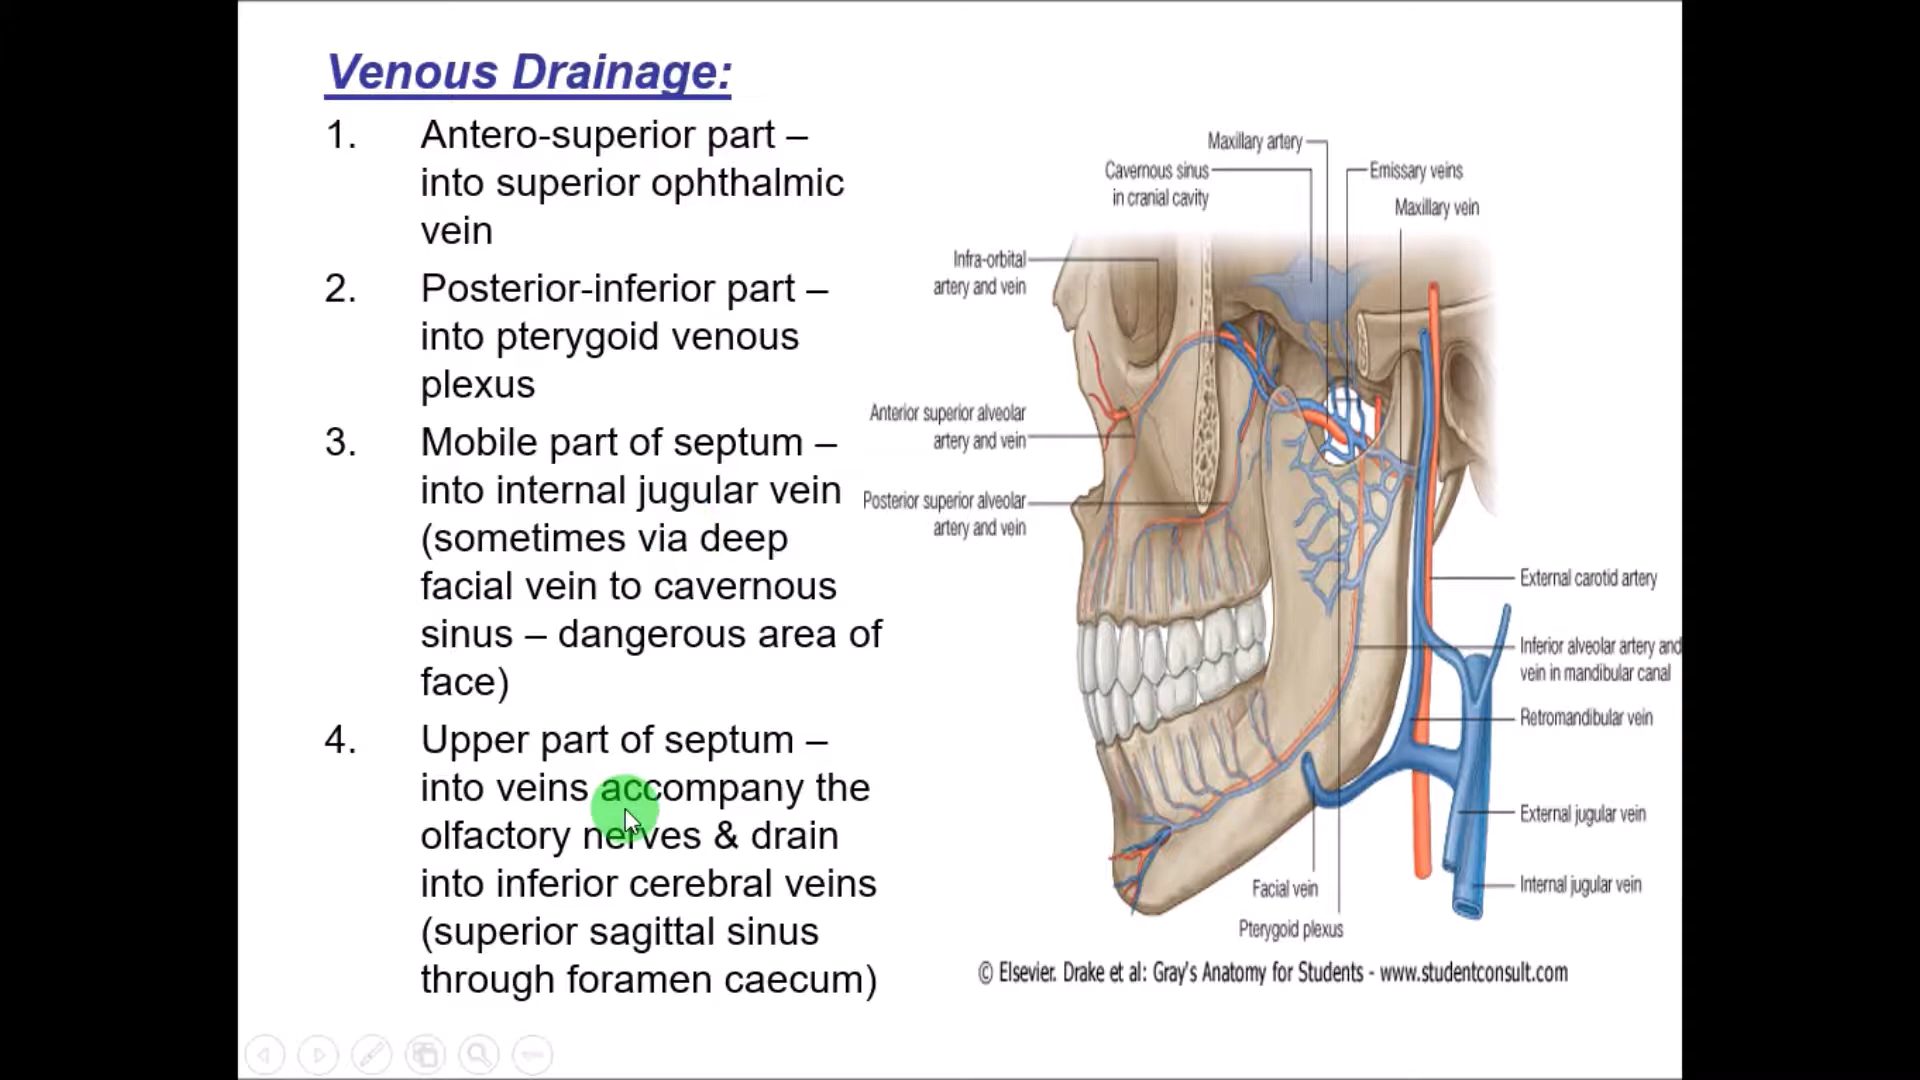 Venous Drainage:
1. Antero-superior part –
into superior ophthalmic
vein
2. Posterior-inferior part –
into pterygoid venous
plexus
3. Mobile part of septum –
into internal jugular vein
(sometimes via deep
facial vein to cavernous
sinus – dangerous area of
face)
4. Upper part of septum –
into veins accompany the
olfactory nerves & drain
into inferior cerebral veins
(superior sagittal sinus
through foramen caecum)
Maxillary artery
Cavernous sinus
in cranial cavity
Emissary veins
Maxillary vein
Infra-orbital
artery and vein
Anterior superior alveolar
artery and vein
Posterior superior alveolar
artery and vein
External carotid artery
Inferior alveolar artery and
vein in mandibular canal
Retromandibular vein
External jugular vein
Internal jugular vein
Facial vein
Pterygoid plexus
© Elsevier. Drake et al: Gray's Anatomy for Students - www.studentconsult.com